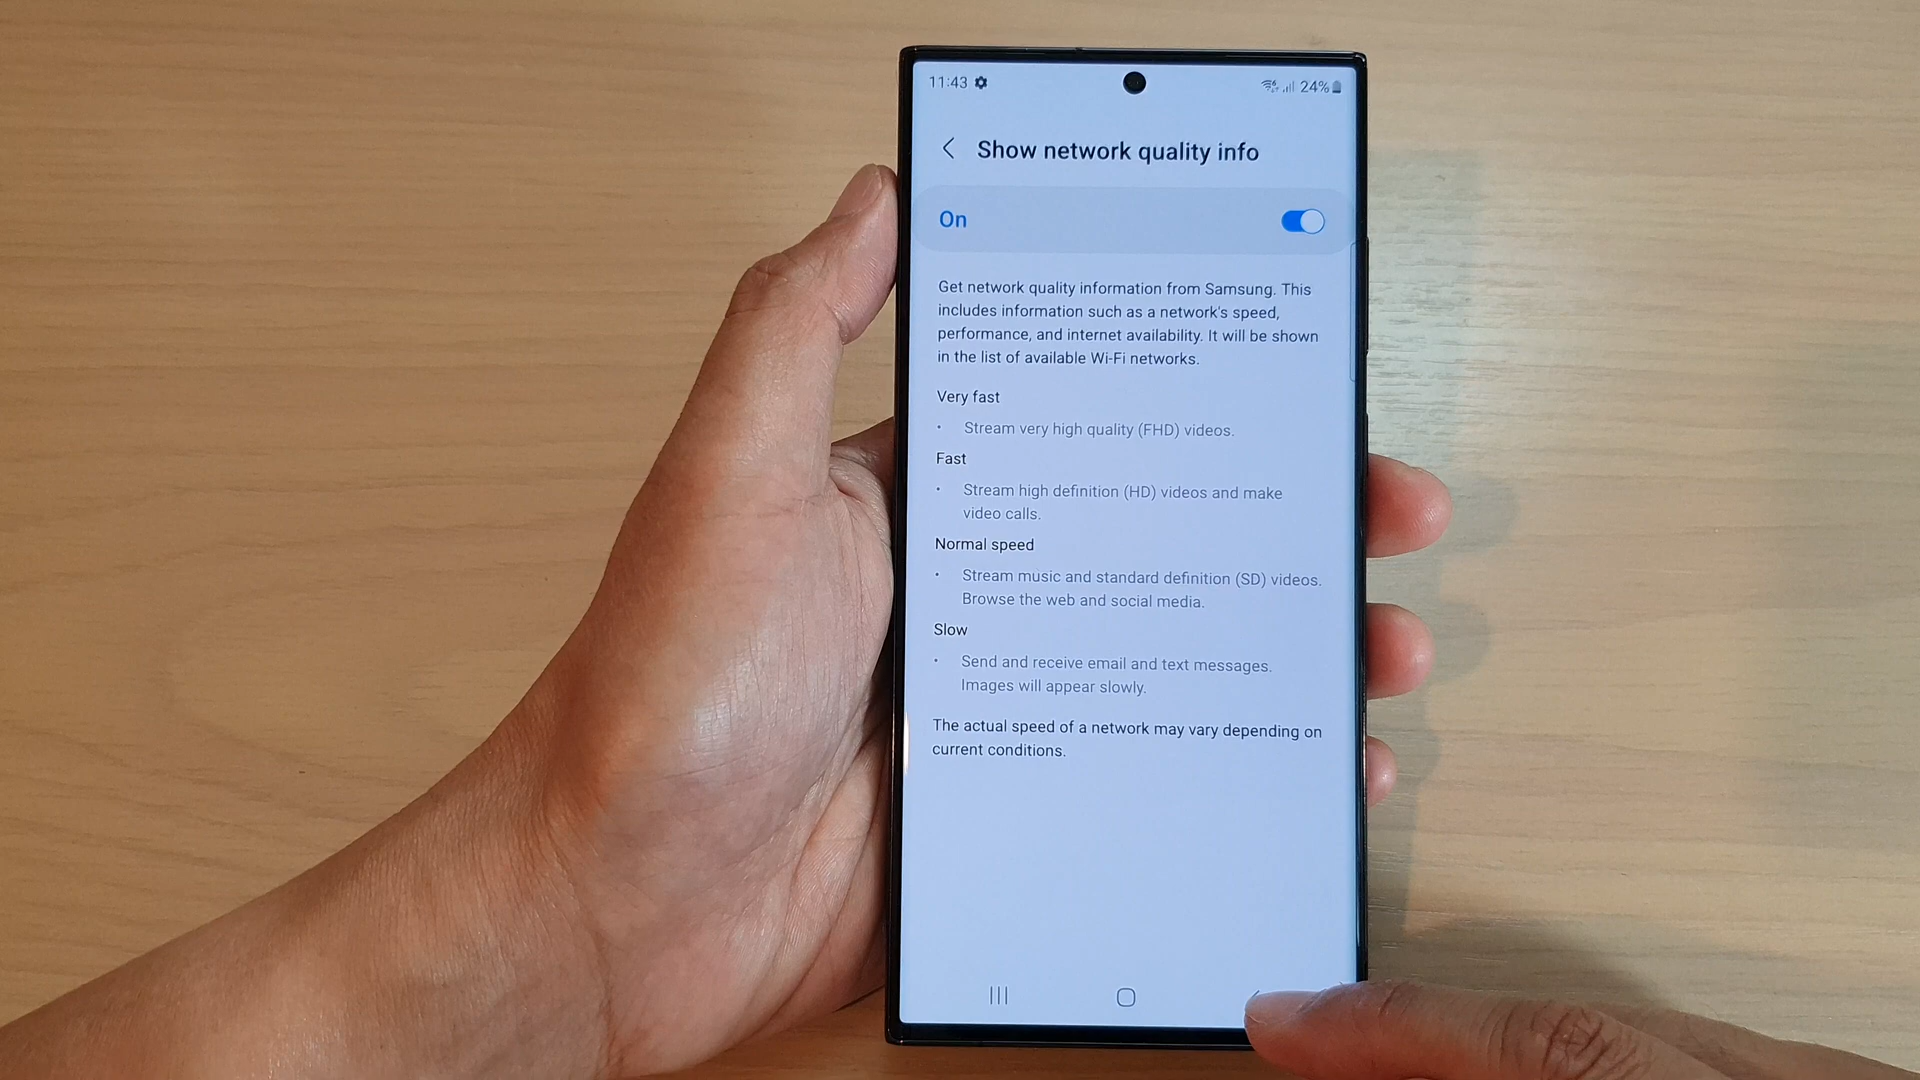 11:43
24%
Show network quality info
On
Get network quality information from Samsung. This
includes information such as a network's speed,
performance, and internet availability. It will be shown
in the list of available Wi-Fi networks.
Very fast
• Stream very high quality (FHD) videos.
Fast
• Stream high definition (HD) videos and make
video calls.
Normal speed
• Stream music and standard definition (SD) videos.
Browse the web and social media.
Slow
• Send and receive email and text messages.
Images will appear slowly.
The actual speed of a network may vary depending on
current conditions.